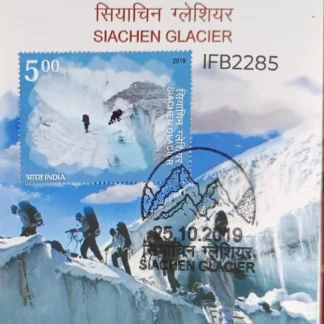 सियाचिन ग्लेशियर
SIACHEN GLACIER
IFB2285
5.00
2019
सियाचिन ग्लेशियर
SIACHEN GLACIER
भारत INDIA
25.10.2019
सियाचिन ग्लेशियर
SIACHEN GLACIER